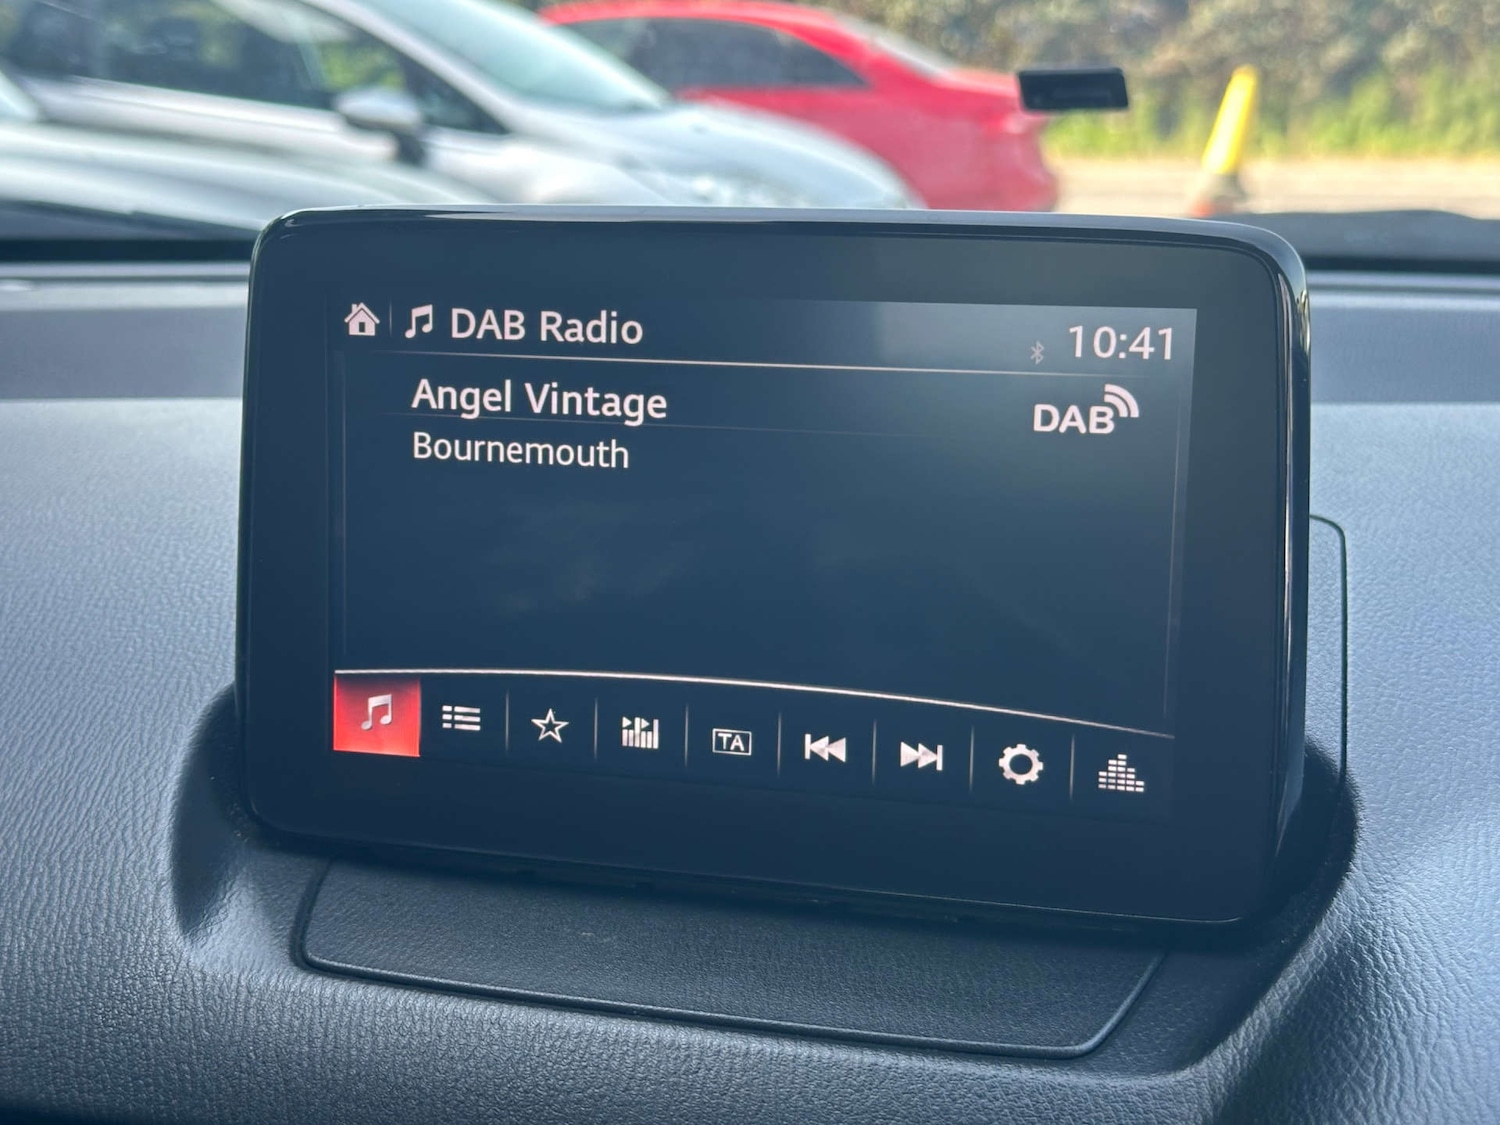 DAB Radio
10:41
Angel Vintage
DAB
Bournemouth
TA